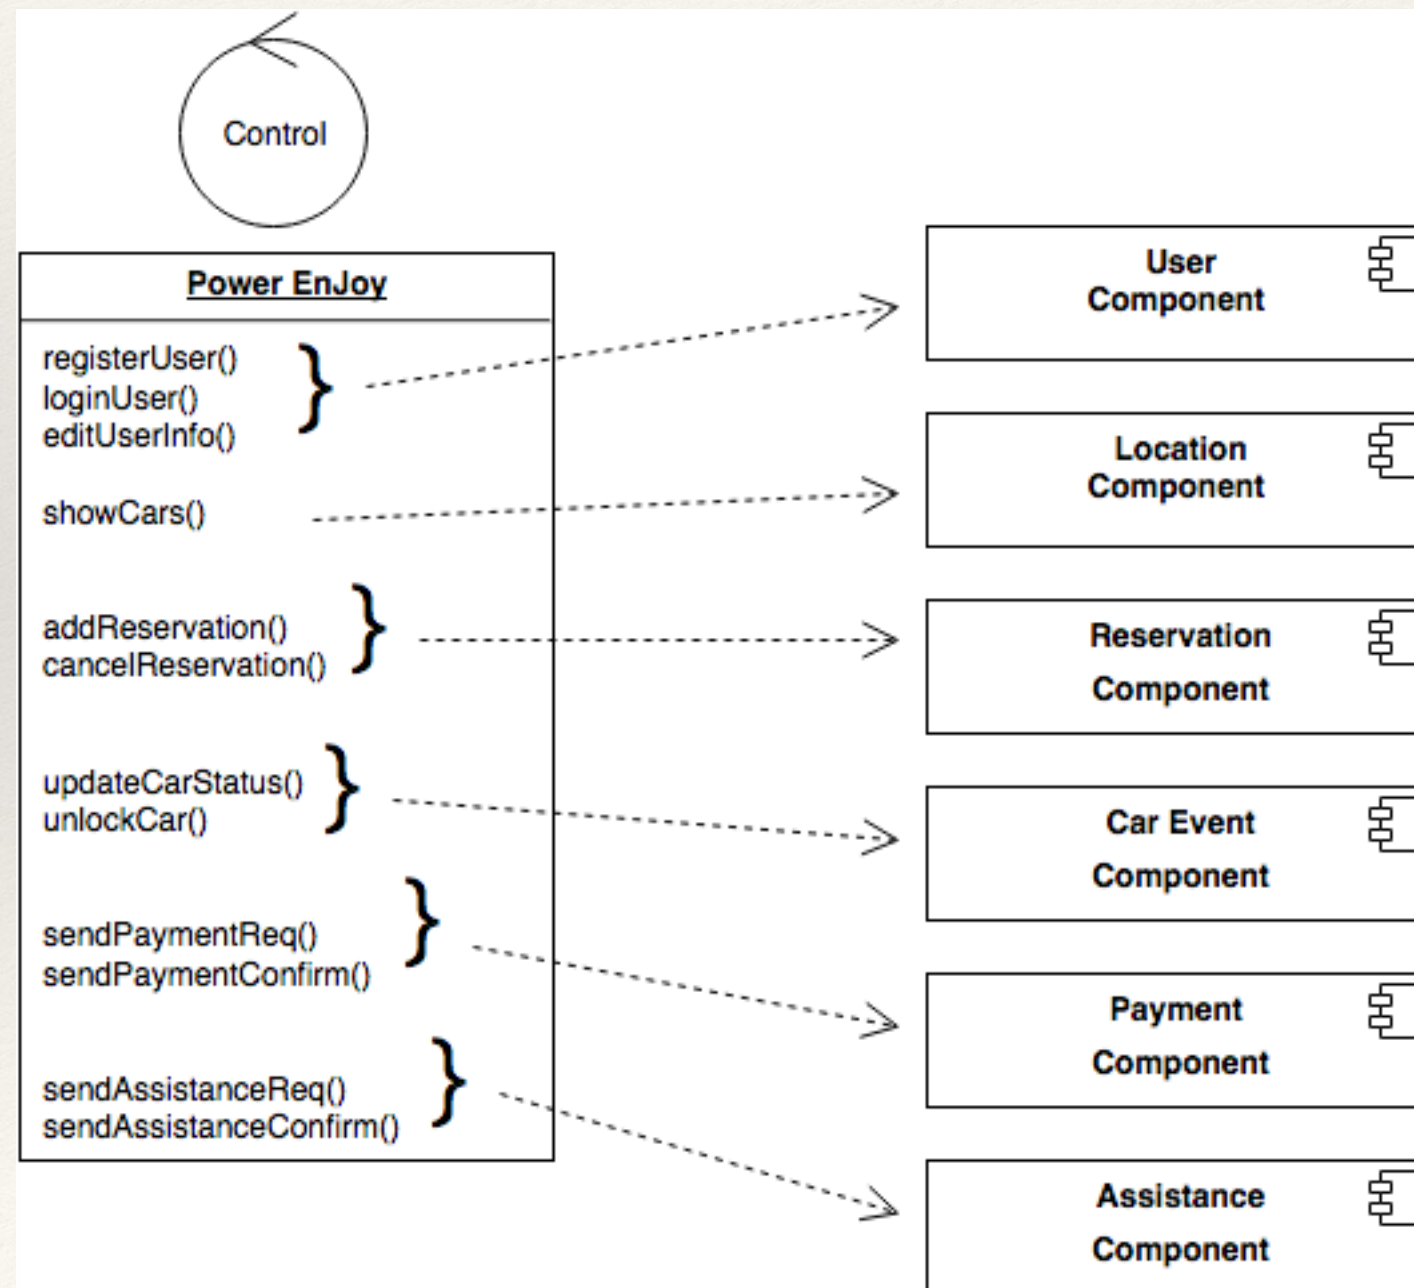 Control
Power EnJoy
registerUser()
loginUser()
editUserInfo()
showCars()
addReservation()
cancelReservation()
updateCarStatus()
unlockCar()
sendPaymentReq()
sendPaymentConfirm()
sendAssistanceReq()
sendAssistanceConfirm()
User
Component
Location
Component
Reservation
Component
Car Event
Component
Payment
Component
Assistance
Component